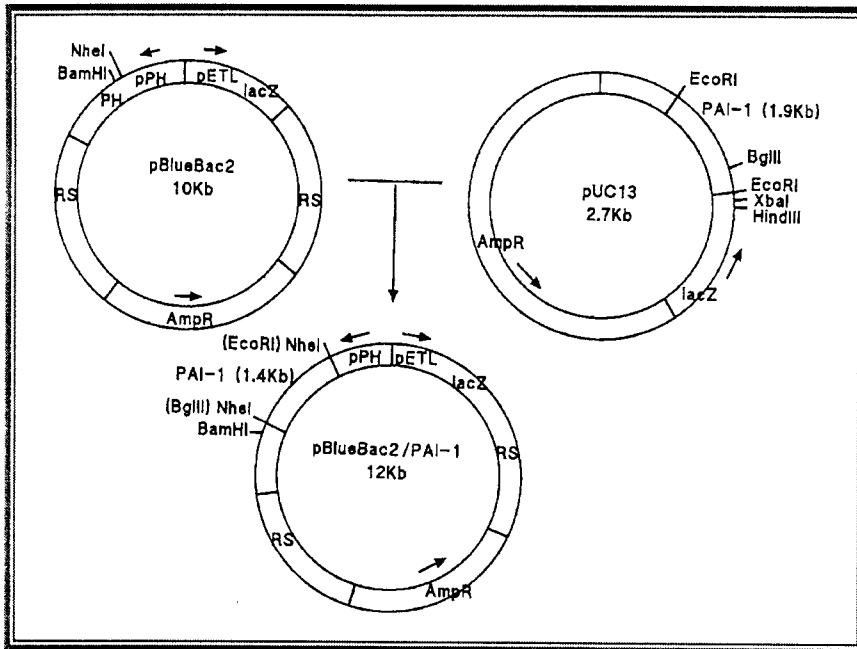 NheI
BamHI
pPH
pETL
PH
lacZ
RS
pBlueBac2
10Kb
RS
AmpR
EcoRI
PAI-1 (1.9Kb)
BglII
EcoRI
XbaI
HindIII
pUC13
2.7Kb
AmpR
lacZ
(EcoRI) NheI
pPH
pETL
PAI-1 (1.4Kb)
lacZ
(BglII) NheI
BamHI
pBlueBac2/PAI-1
12Kb
RS
RS
AmpR